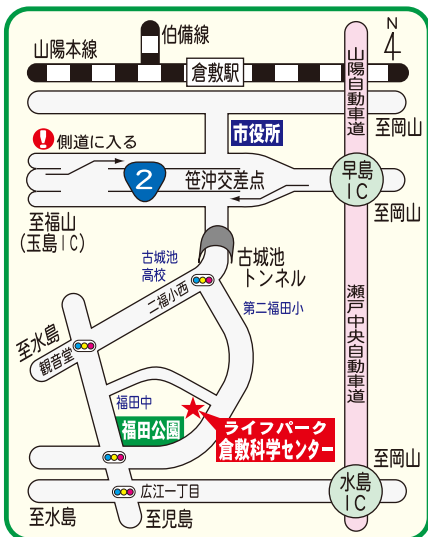 N
4
伯備線
山陽本線
倉敷駅
山陽自動車道
至岡山
市役所
! 側道に入る
2
笹沖交差点
早島
IC
至岡山
至福山
(玉島IC)
古城池
高校
古城池
トンネル
二福小西
第二福田小
瀬戸中央自動車道
至水島
観音堂
福田中
福田公園
ライフパーク
倉敷科学センター
至岡山
広江一丁目
水島
IC
至水島
至児島